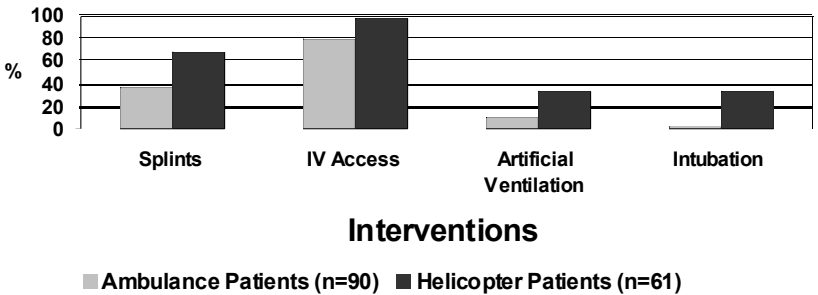 100
80
60
40
20
0
%
Splints
IV Access
Artificial
Ventilation
Intubation
Interventions
Ambulance Patients (n=90) Helicopter Patients (n=61)